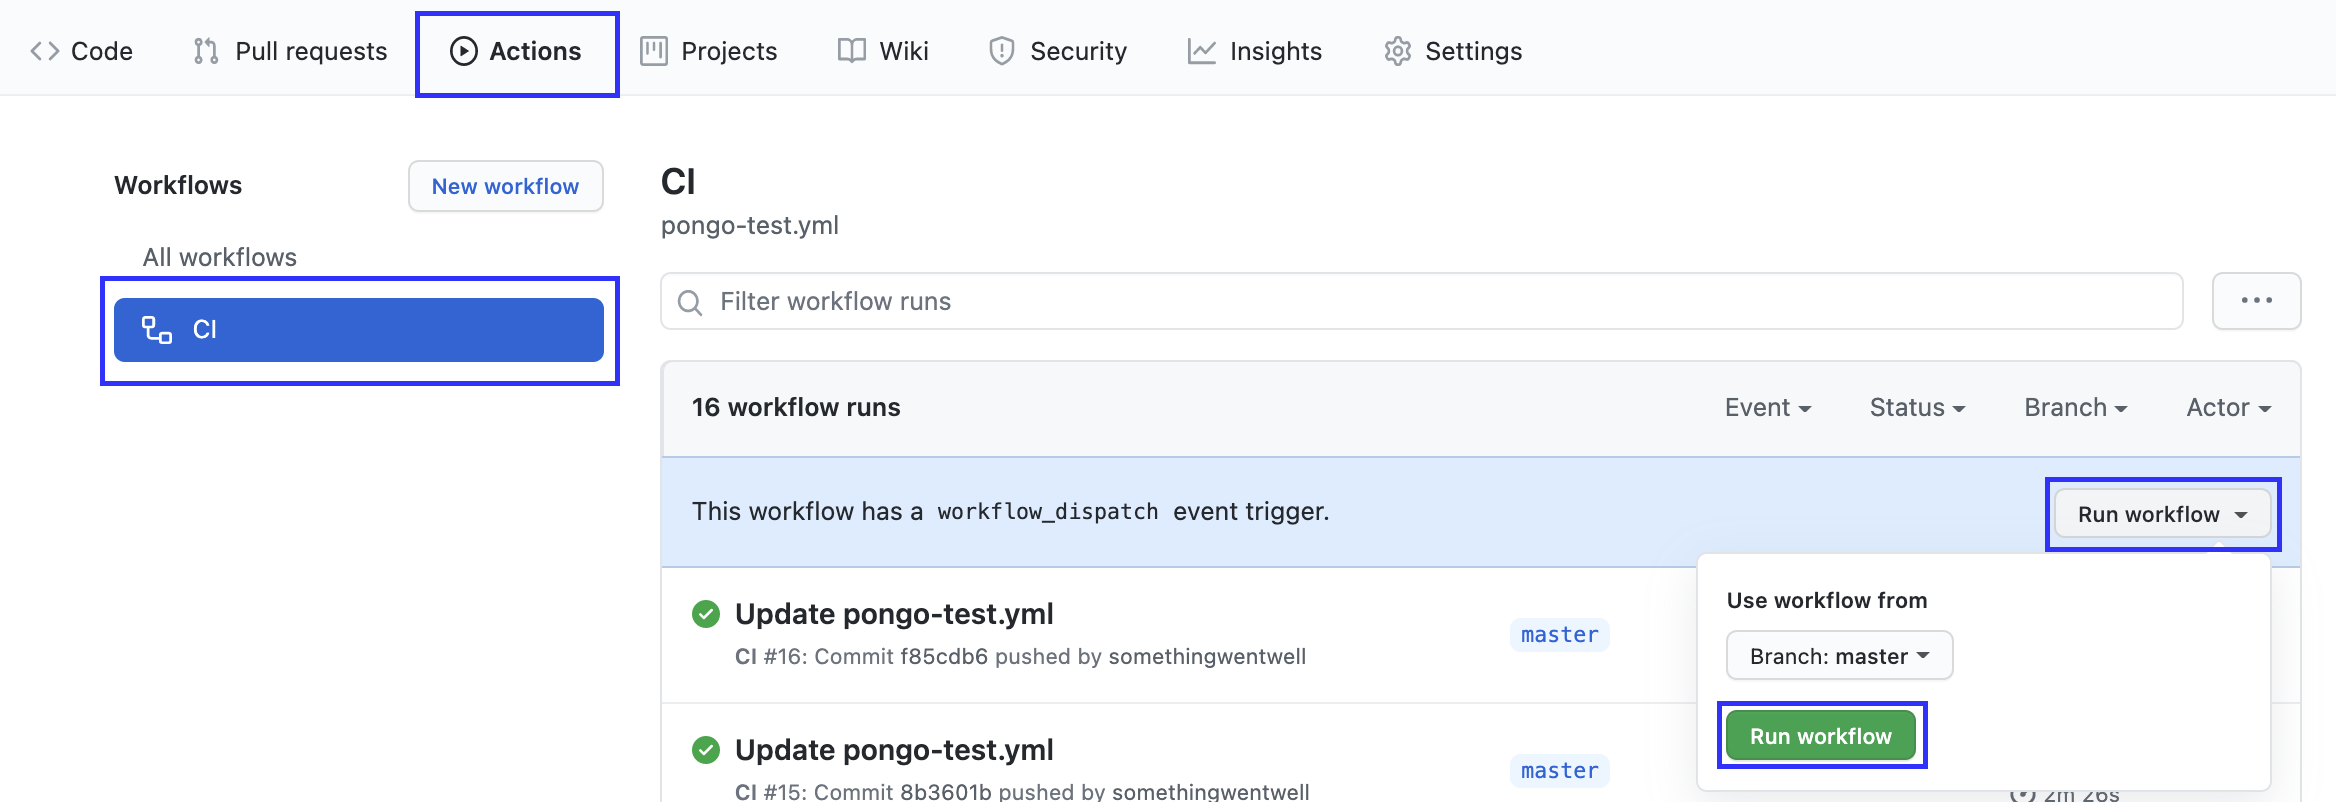 Code Pull requests Actions Projects Wiki Security Insights Settings
Workflows
New workflow
All workflows
CI
CI
pongo-test.yml
Filter workflow runs
16 workflow runs
Event Status Branch Actor
This workflow has a workflow_dispatch event trigger.
Run workflow
Use workflow from
Branch: master
Run workflow
Update pongo-test.yml
CI #16: Commit f85cdb6 pushed by somethingwentwell
master
Update pongo-test.yml
CI #15: Commit 8b3601b pushed by somethingwentwell
master
2m 26s